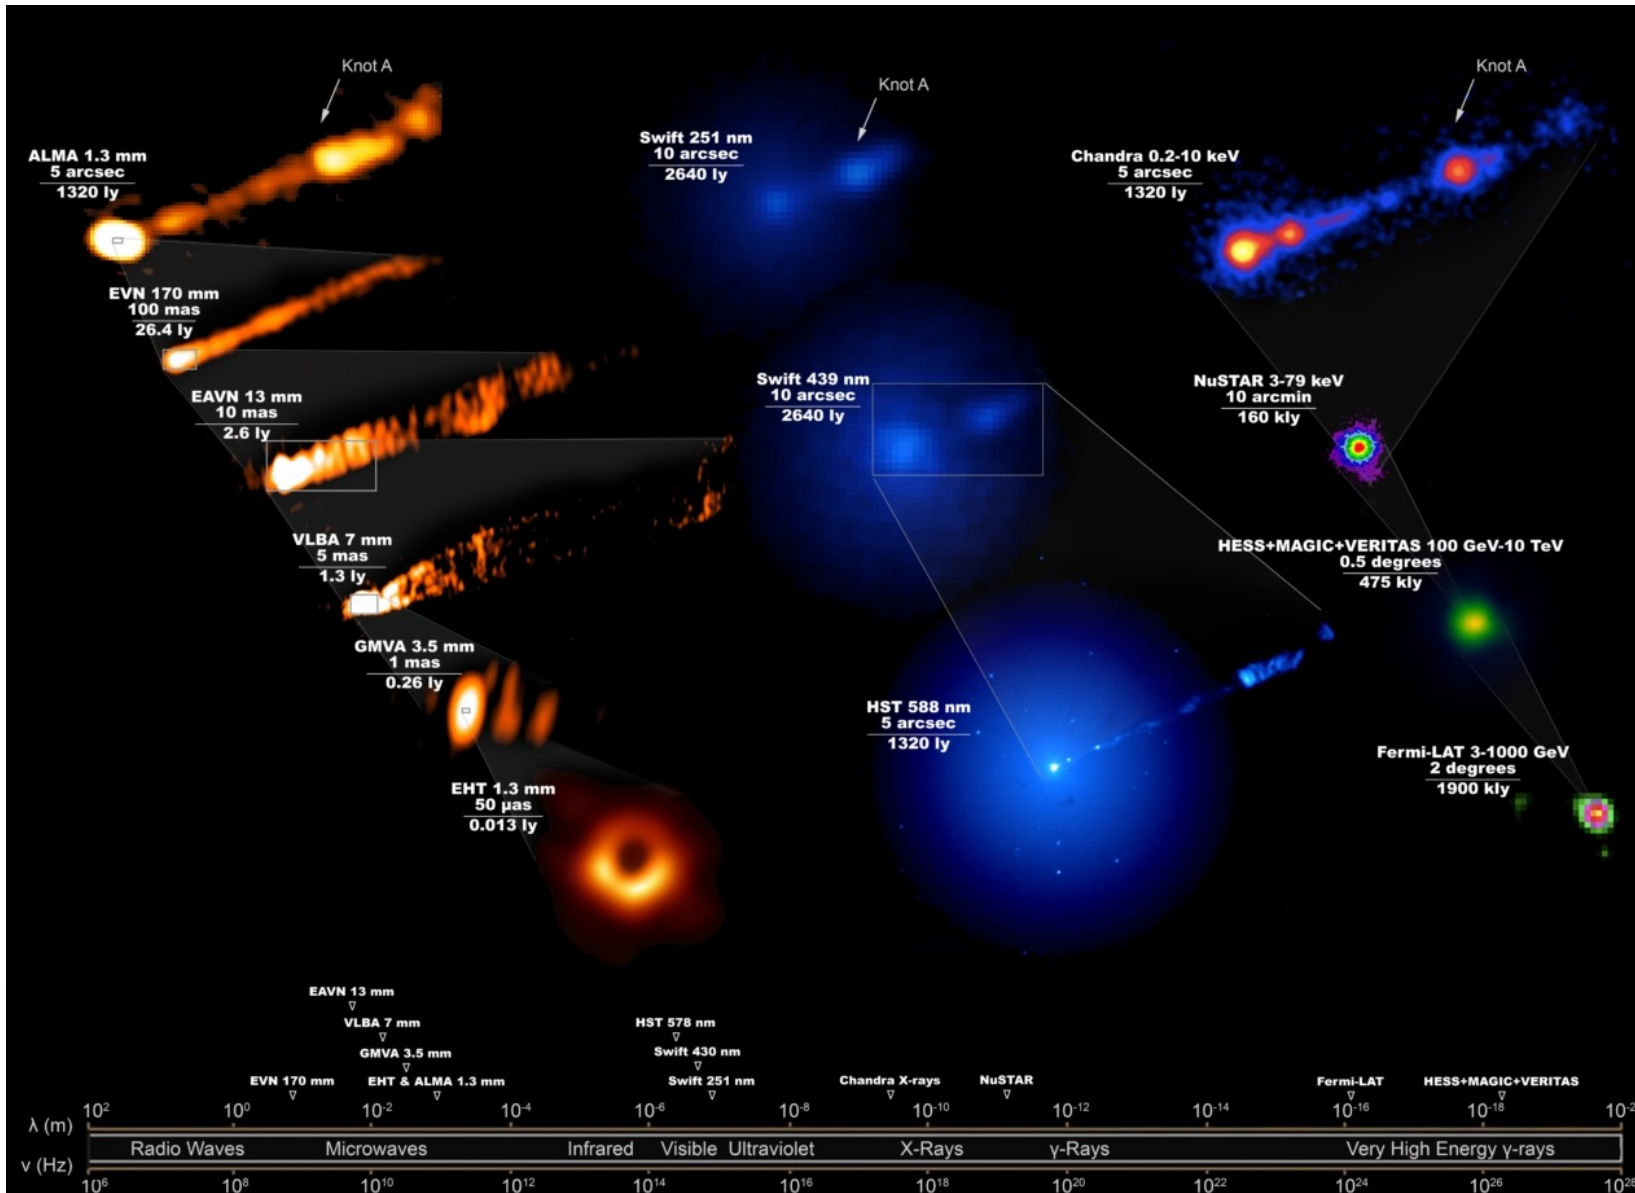 Knot A
ALMA 1.3 mm
5 arcsec
1320 ly
EVN 170 mm
100 mas
26.4 ly
EAVN 13 mm
10 mas
2.6 ly
VLBA 7 mm
5 mas
1.3 ly
GMVA 3.5 mm
1 mas
0.26 ly
EHT 1.3 mm
50 µas
0.013 ly
Knot A
Swift 251 nm
10 arcsec
2640 ly
Swift 439 nm
10 arcsec
2640 ly
HST 588 nm
5 arcsec
1320 ly
Knot A
Chandra 0.2-10 keV
5 arcsec
1320 ly
NuSTAR 3-79 keV
10 arcmin
160 kly
HESS+MAGIC+VERITAS 100 GeV-10 TeV
0.5 degrees
475 kly
Fermi-LAT 3-1000 GeV
2 degrees
1900 kly
EAVN 13 mm
VLBA 7 mm HST 578 nm
GMVA 3.5 mm Swift 430 nm
EVN 170 mm EHT & ALMA 1.3 mm Swift 251 nm Chandra X-rays NuSTAR Fermi-LAT HESS+MAGIC+VERITAS
λ (m) 10² 10⁰ 10⁻² 10⁻⁴ 10⁻⁶ 10⁻⁸ 10⁻¹⁰ 10⁻¹² 10⁻¹⁴ 10⁻¹⁶ 10⁻¹⁸ 10⁻²
Radio Waves Microwaves Infrared Visible Ultraviolet X-Rays γ-Rays Very High Energy γ-rays
ν (Hz) 10⁶ 10⁸ 10¹⁰ 10¹² 10¹⁴ 10¹⁶ 10¹⁸ 10²⁰ 10²² 10²⁴ 10²⁶ 10²⁸